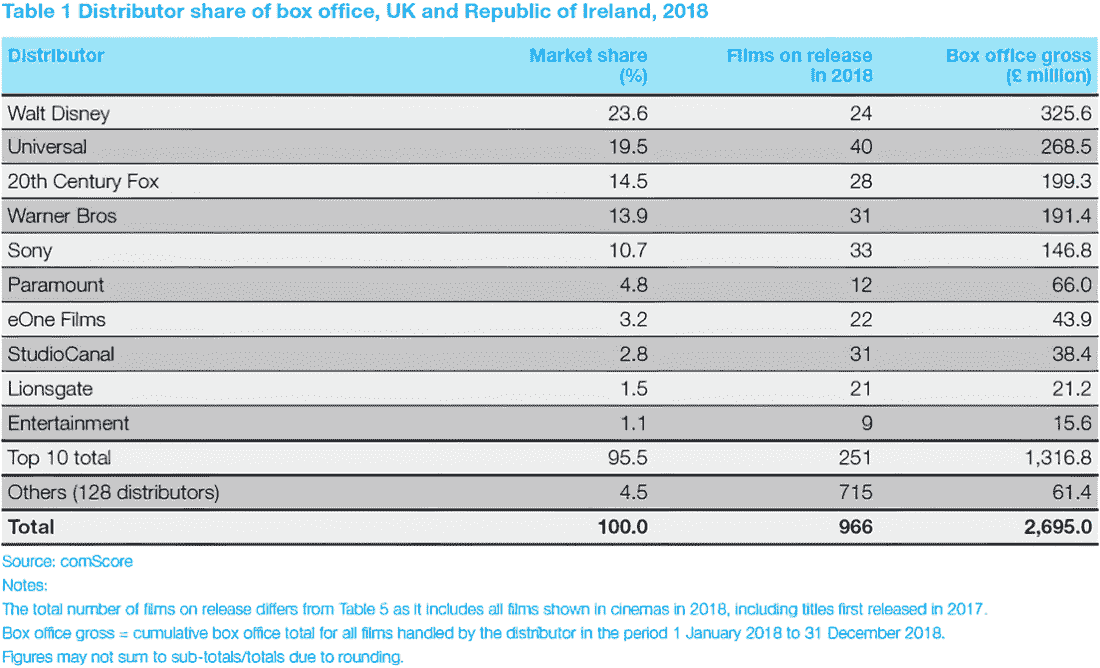 Table 1 Distributor share of box office, UK and Republic of Ireland, 2018
Distributor Market share (%) Films on release in 2018 Box office gross (£ million)
Walt Disney 23.6 24 325.6
Universal 19.5 40 268.5
20th Century Fox 14.5 28 199.3
Warner Bros 13.9 31 191.4
Sony 10.7 33 146.8
Paramount 4.8 12 66.0
eOne Films 3.2 22 43.9
StudioCanal 2.8 31 38.4
Lionsgate 1.5 21 21.2
Entertainment 1.1 9 15.6
Top 10 total 95.5 251 1,316.8
Others (128 distributors) 4.5 715 61.4
Total 100.0 966 2,695.0
Source: comScore
Notes:
The total number of films on release differs from Table 5 as it includes all films shown in cinemas in 2018, including titles first released in 2017.
Box office gross = cumulative box office total for all films handled by the distributor in the period 1 January 2018 to 31 December 2018.
Figures may not sum to sub-totals/totals due to rounding.